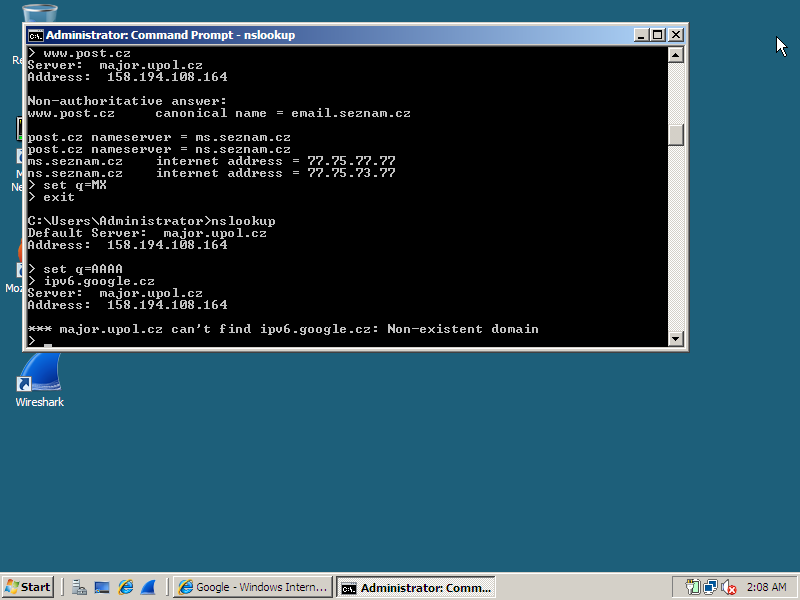 Administrator: Command Prompt - nslookup
> www.post.cz
Server:  major.upol.cz
Address:  158.194.108.164
Non-authoritative answer:
www.post.cz     canonical name = email.seznam.cz
post.cz nameserver = ms.seznam.cz
post.cz nameserver = ns.seznam.cz
ms.seznam.cz    internet address = 77.75.77.77
ns.seznam.cz    internet address = 77.75.73.77
> set q=MX
> exit
C:\Users\Administrator>nslookup
Default Server:  major.upol.cz
Address:  158.194.108.164
> set q=AAAA
> ipv6.google.cz
Server:  major.upol.cz
Address:  158.194.108.164
*** major.upol.cz can't find ipv6.google.cz: Non-existent domain
> _
Wireshark
Start
Google - Windows Intern...
Administrator: Comm...
2:08 AM